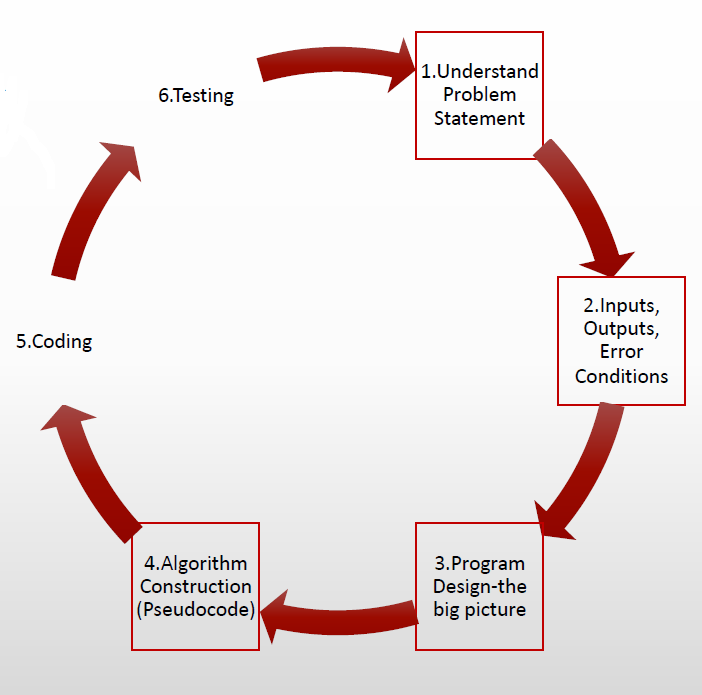 1.Understand
Problem
Statement
2.Inputs,
Outputs,
Error
Conditions
3.Program
Design-the
big picture
4.Algorithm
Construction
(Pseudocode)
5.Coding
6.Testing